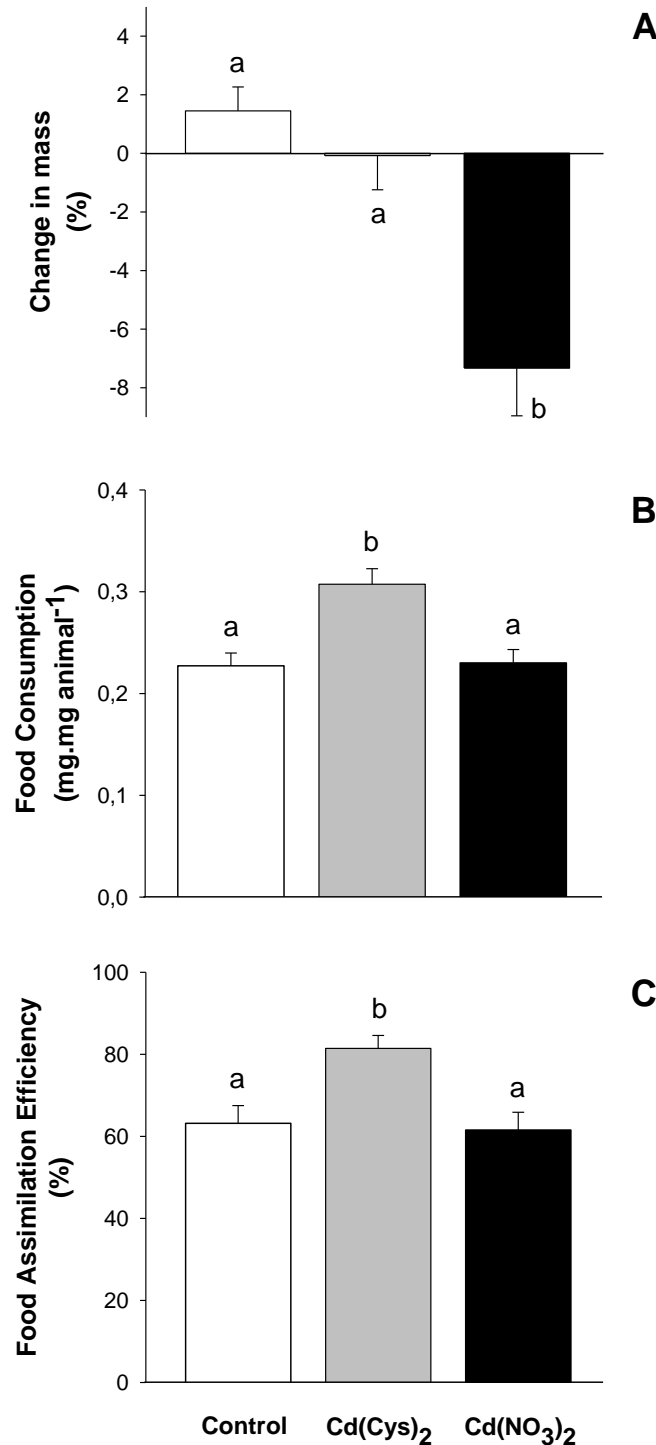 A
Change in mass
(%)
4
2
0
-2
-4
-6
-8
a
a
b
B
Food Consumption
(mg.mg animal⁻¹)
0,4
0,3
0,2
0,1
0,0
a
b
a
C
Food Assimilation Efficiency
(%)
100
80
60
40
20
0
a
b
a
Control Cd(Cys)₂ Cd(NO₃)₂